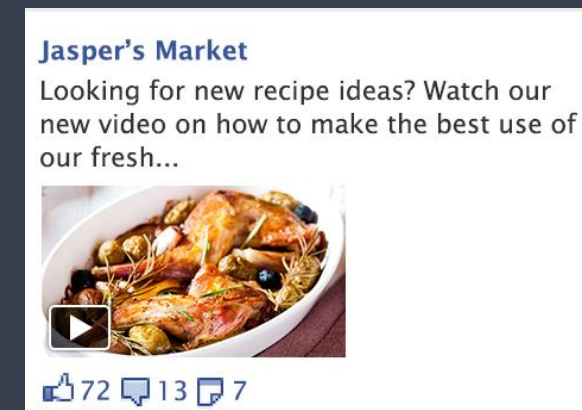 Jasper's Market
Looking for new recipe ideas? Watch our
new video on how to make the best use of
our fresh...
72 13 7